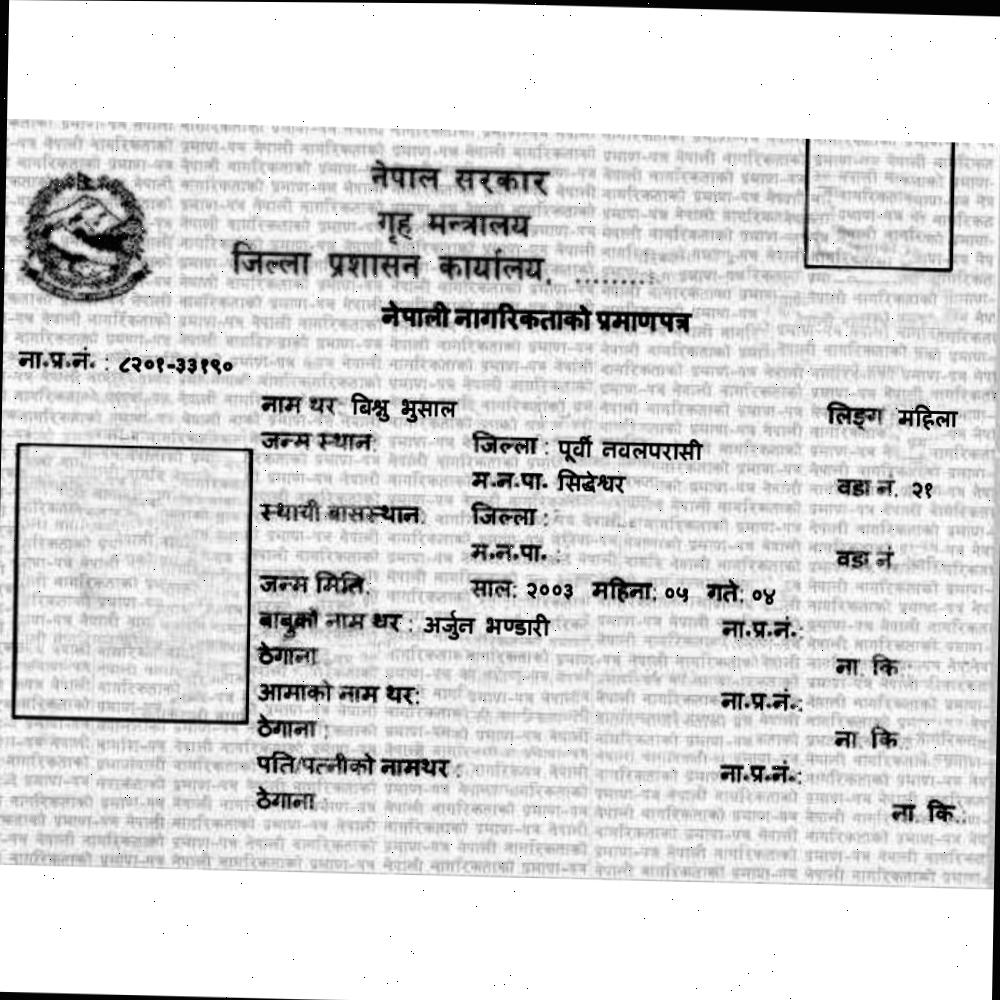 नेपाल सरकार
गृह मन्त्रालय
जिल्ला प्रशासन कार्यालय, .........
नेपाली नागरिकताको प्रमाणपत्र
ना.प्र.नं. : ८२०१-३३१९०
नाम थर बिश्नु भुसाल लिङ्ग महिला
जन्म स्थान: जिल्ला : पूर्वी नवलपरासी
म.न.पा. सिद्धेश्वर वडा नं. २१
स्थायी बासस्थान: जिल्ला :
म.न.पा. : वडा नं.
जन्म मिति: साल: २००३ महिना: ०५ गते: ०४
बाबुको नाम थर : अर्जुन भण्डारी ना.प्र.नं.:
ठेगाना ना. कि.:
आमाको नाम थर: ना.प्र.नं.:
ठेगाना : ना. कि.:
पति/पत्नीको नामथर : ना.प्र.नं.:
ठेगाना : ना. कि.: